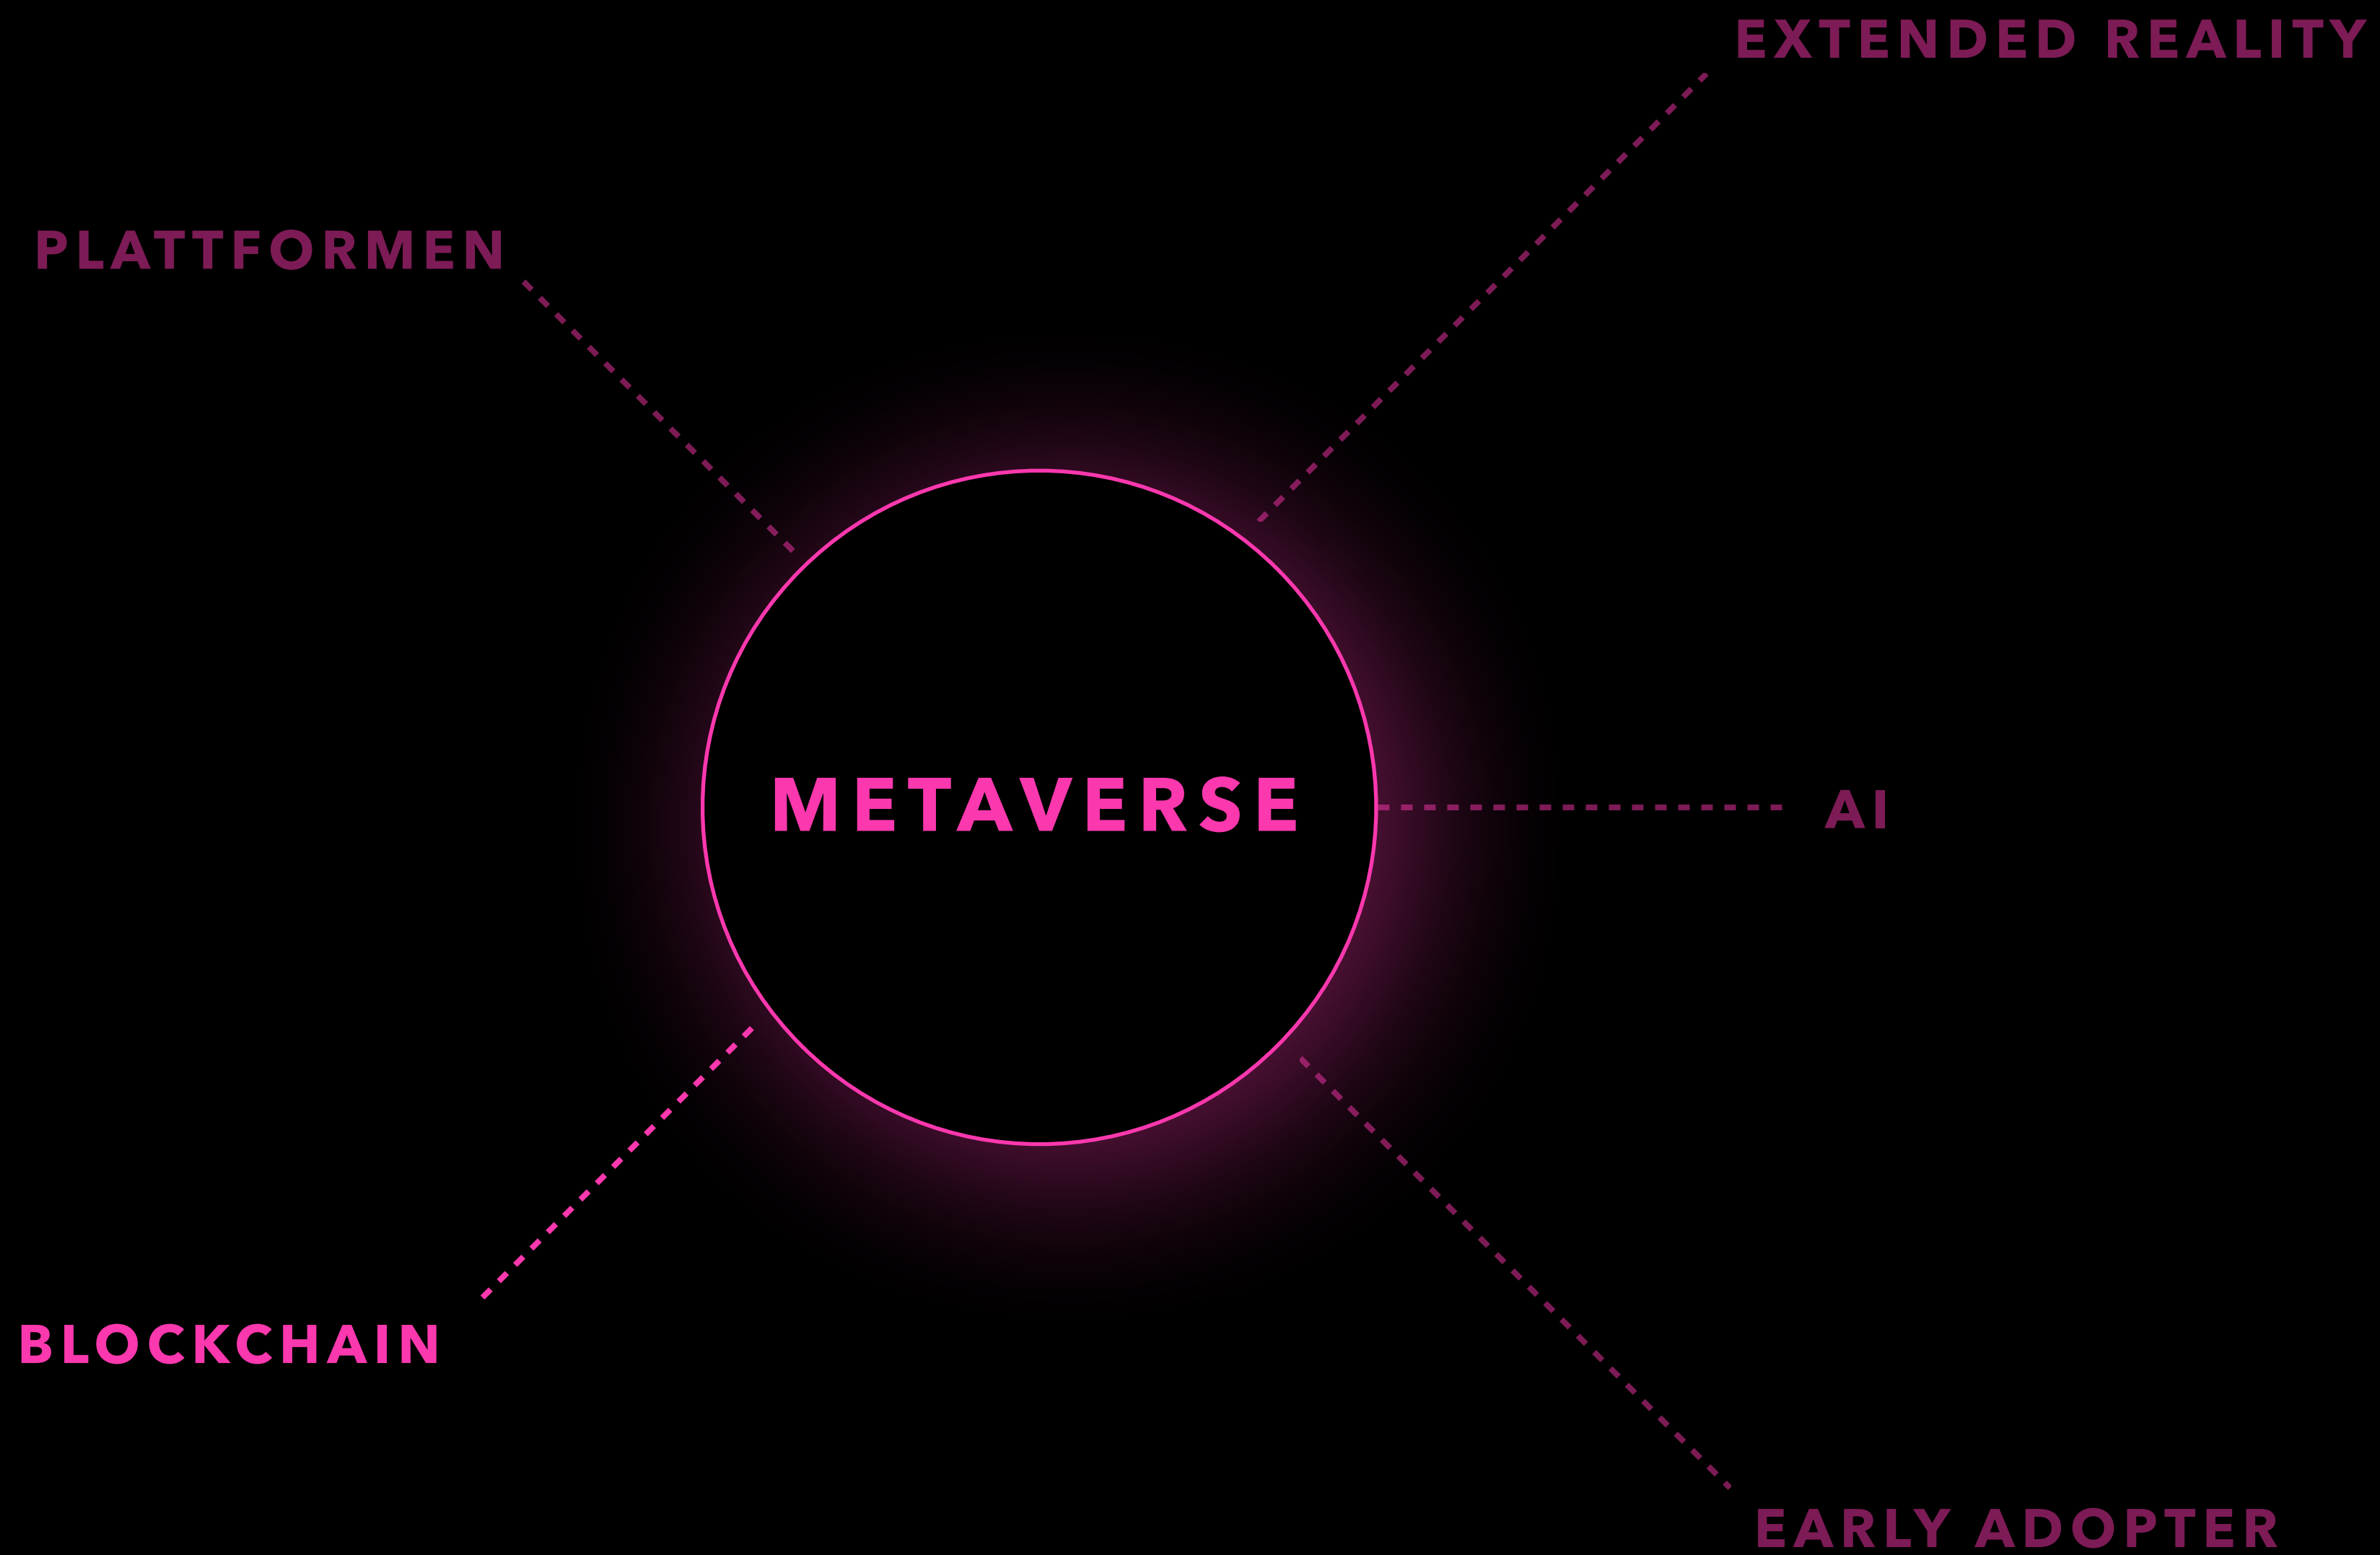 EXTENDED REALITY
PLATTFORMEN
METAVERSE
AI
BLOCKCHAIN
EARLY ADOPTER